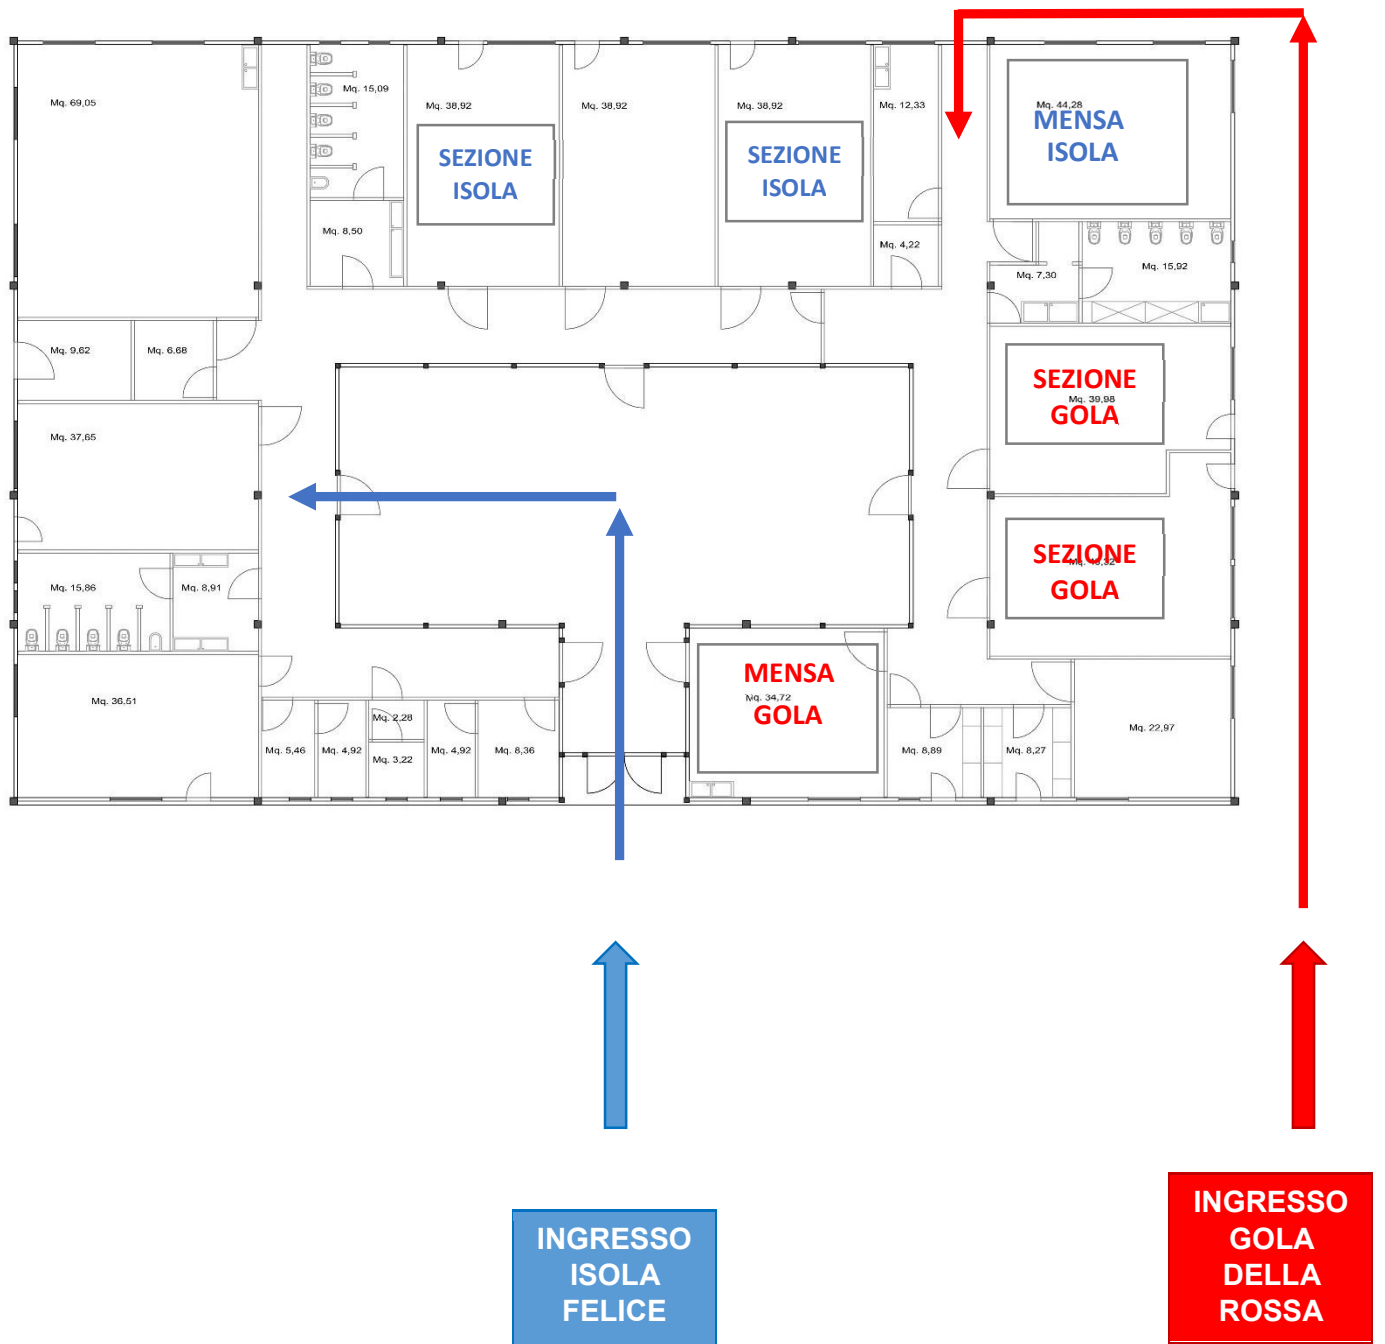 Mq. 69,05
Mq. 15,09
Mq. 38,92
Mq. 38,92
Mq. 38,92
Mq. 12,33
Mq. 44,28
SEZIONE
ISOLA
SEZIONE
ISOLA
MENSA
ISOLA
Mq. 8,50
Mq. 4,22
Mq. 7,30
Mq. 15,92
Mq. 9,62
Mq. 6,68
SEZIONE
Mq. 39,98
GOLA
Mq. 37,65
SEZIONE
GOLA
Mq. 15,86
Mq. 8,91
MENSA
Mq. 34,72
GOLA
Mq. 36,51
Mq. 2,28
Mq. 5,46
Mq. 4,92
Mq. 3,22
Mq. 4,92
Mq. 8,36
Mq. 8,89
Mq. 8,27
Mq. 22,97
INGRESSO
ISOLA
FELICE
INGRESSO
GOLA
DELLA
ROSSA